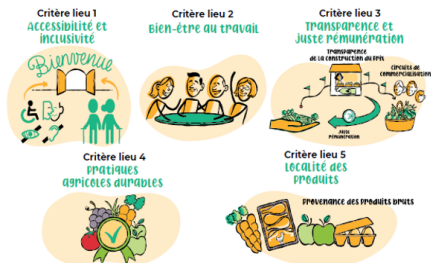 Critère lieu 1
Accessibilité et
inclusivité
Bienvenue
Critère lieu 2
Bien-être au travail
Critère lieu 3
Transparence et
juste rémunération
Transparence
de la construction du prix
circuits de
commercialisation
juste
rémunération
Critère lieu 4
Pratiques
agricoles durables
Critère lieu 5
Localité des
Produits
Provenance des produits bruts